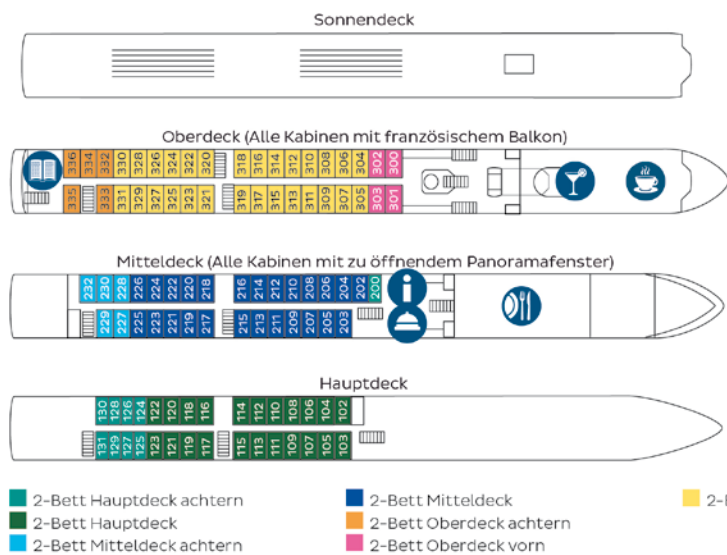 Sonnendeck
Oberdeck (Alle Kabinen mit französischem Balkon)
336 334 332 330 328 326 324 322 320 318 316 314 312 310 308 306 304 302 300
335 333 331 329 327 325 323 321 319 317 315 313 311 309 307 305 303 301
Mitteldeck (Alle Kabinen mit zu öffnendem Panoramafenster)
232 230 228 226 224 222 220 218 216 214 212 210 208 206 204 202 200
229 227 225 223 221 219 217 215 213 211 209 207 205 203
Hauptdeck
130 128 126 124 122 120 118 116 114 112 110 108 106 104 102
131 129 127 125 123 121 119 117 115 113 111 109 107 105 103
2-Bett Hauptdeck achtern
2-Bett Hauptdeck
2-Bett Mitteldeck achtern
2-Bett Mitteldeck
2-Bett Oberdeck achtern
2-Bett Oberdeck vorn